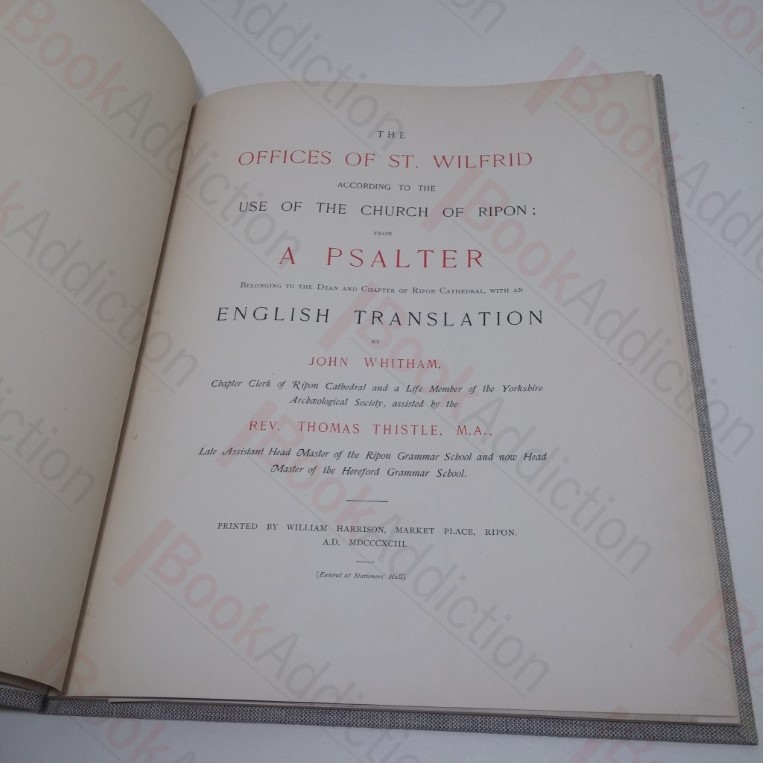 THE
OFFICES OF ST. WILFRID
ACCORDING TO THE
USE OF THE CHURCH OF RIPON;
FROM
A PSALTER
BELONGING TO THE DEAN AND CHAPTER OF RIPON CATHEDRAL, WITH AN
ENGLISH TRANSLATION
BY
JOHN WHITHAM,
Chapter Clerk of Ripon Cathedral and a Life Member of the Yorkshire
Archæological Society, assisted by the
REV. THOMAS THISTLE, M.A.,
Late Assistant Head Master of the Ripon Grammar School and now Head
Master of the Hereford Grammar School.
PRINTED BY WILLIAM HARRISON, MARKET PLACE, RIPON.
A.D. MDCCCXCIII.
[Entered at Stationers' Hall]
BookAddiction